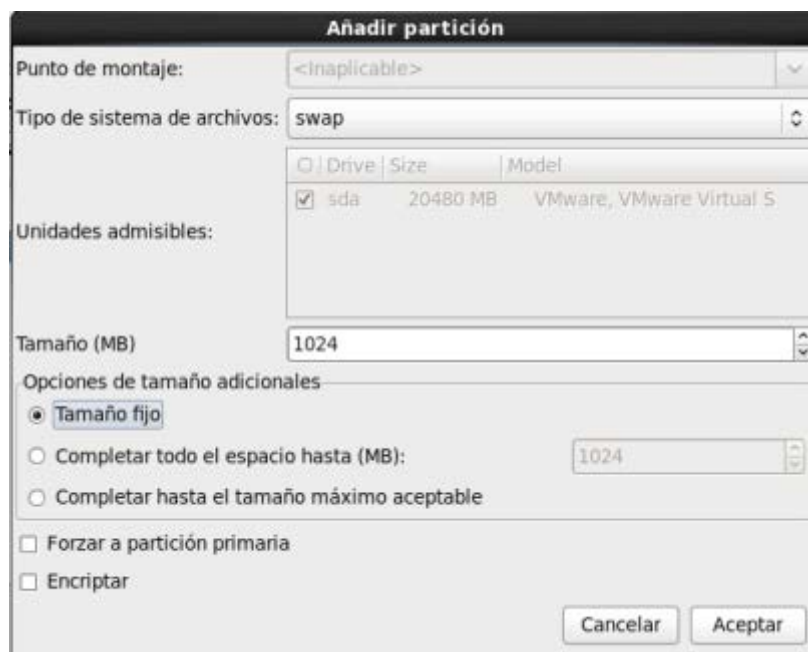 Añadir partición
Punto de montaje: <Inaplicable>
Tipo de sistema de archivos: swap
Drive Size Model
sda 20480 MB VMware, VMware Virtual S
Unidades admisibles:
Tamaño (MB) 1024
Opciones de tamaño adicionales
Tamaño fijo
Completar todo el espacio hasta (MB): 1024
Completar hasta el tamaño máximo aceptable
Forzar a partición primaria
Encriptar
Cancelar Aceptar